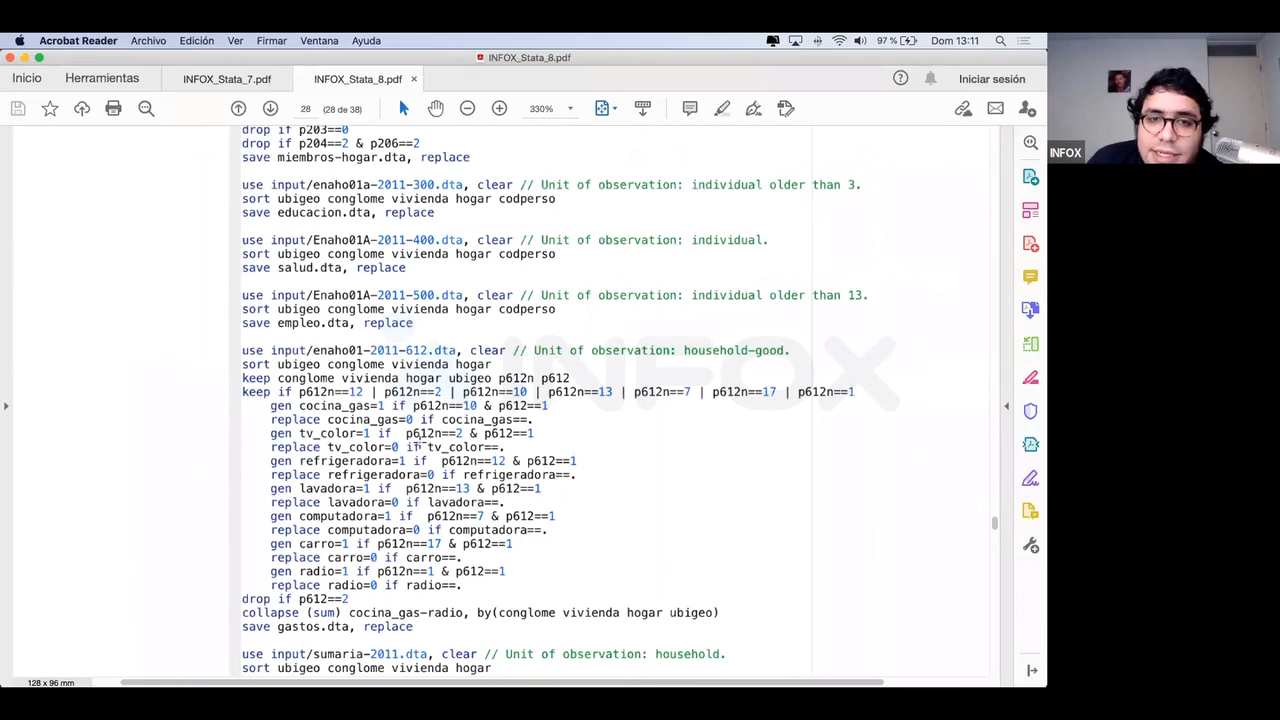 Acrobat Reader Archivo Edición Ver Firmar Ventana Ayuda 97 % Dom 13:11
INFOX_Stata_8.pdf
Inicio Herramientas INFOX_Stata_7.pdf INFOX_Stata_8.pdf × Iniciar sesión
28 (28 de 38) 330%
drop if p203==0
drop if p204==2 & p206==2
save miembros-hogar.dta, replace
use input/enaho01a-2011-300.dta, clear // Unit of observation: individual older than 3.
sort ubigeo conglome vivienda hogar codperso
save educacion.dta, replace
use input/Enaho01A-2011-400.dta, clear // Unit of observation: individual.
sort ubigeo conglome vivienda hogar codperso
save salud.dta, replace
use input/Enaho01A-2011-500.dta, clear // Unit of observation: individual older than 13.
sort ubigeo conglome vivienda hogar codperso
save empleo.dta, replace
use input/enaho01-2011-612.dta, clear // Unit of observation: household-good.
sort ubigeo conglome vivienda hogar
keep conglome vivienda hogar ubigeo p612n p612
keep if p612n==12 | p612n==2 | p612n==10 | p612n==13 | p612n==7 | p612n==17 | p612n==1
gen cocina_gas=1 if p612n==10 & p612==1
replace cocina_gas=0 if cocina_gas==.
gen tv_color=1 if p612n==2 & p612==1
replace tv_color=0 if tv_color==.
gen refrigeradora=1 if p612n==12 & p612==1
replace refrigeradora=0 if refrigeradora==.
gen lavadora=1 if p612n==13 & p612==1
replace lavadora=0 if lavadora==.
gen computadora=1 if p612n==7 & p612==1
replace computadora=0 if computadora==.
gen carro=1 if p612n==17 & p612==1
replace carro=0 if carro==.
gen radio=1 if p612n==1 & p612==1
replace radio=0 if radio==.
drop if p612==2
collapse (sum) cocina_gas-radio, by(conglome vivienda hogar ubigeo)
save gastos.dta, replace
use input/sumaria-2011.dta, clear // Unit of observation: household.
sort ubigeo conglome vivienda hogar
128 x 96 mm
INFOX
INFOX